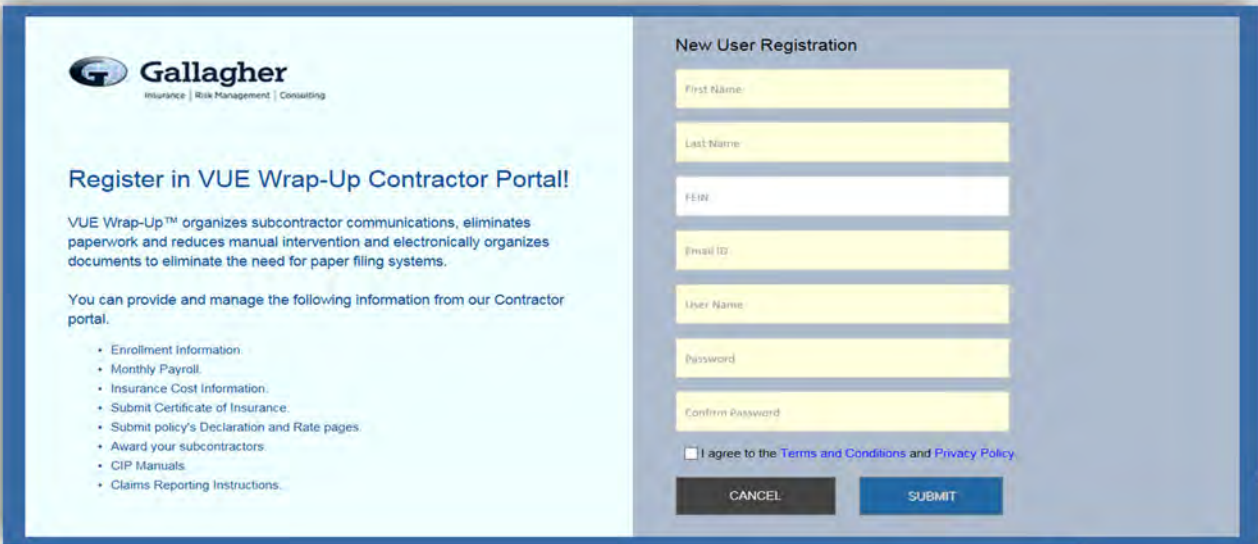 Gallagher
Insurance | Risk Management | Consulting
Register in VUE Wrap-Up Contractor Portal!
VUE Wrap-Up™ organizes subcontractor communications, eliminates
paperwork and reduces manual intervention and electronically organizes
documents to eliminate the need for paper filing systems.
You can provide and manage the following information from our Contractor
portal.
• Enrollment Information.
• Monthly Payroll.
• Insurance Cost Information.
• Submit Certificate of Insurance.
• Submit policy's Declaration and Rate pages.
• Award your subcontractors.
• CIP Manuals.
• Claims Reporting Instructions.
New User Registration
First Name
Last Name
FEIN
Email ID
User Name
Password
Confirm Password
I agree to the Terms and Conditions and Privacy Policy.
CANCEL
SUBMIT